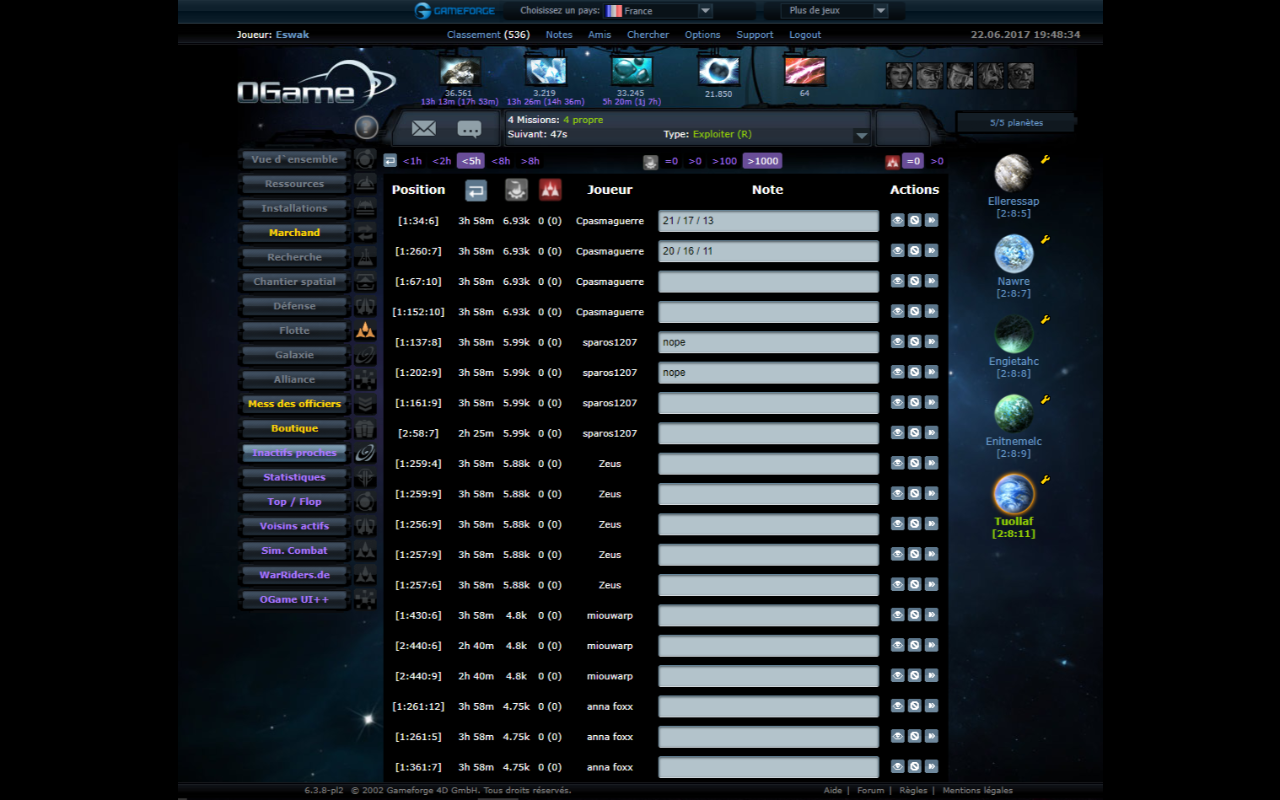 GAMEFORGE Choisissez un pays: France Plus de jeux
Joueur: Eswak Classement (536) Notes Amis Chercher Options Support Logout 22.06.2017 19:48:34
OGame
36.561 3.219 33.245 21.850 64
13h 13m (17h 53m) 13h 26m (14h 36m) 5h 20m (1j 7h)
4 Missions: 4 propre
Suivant: 47s Type: Exploiter (R)
5/5 planètes
Vue d`ensemble
Ressources
Installations
Marchand
Recherche
Chantier spatial
Défense
Flotte
Galaxie
Alliance
Mess des officiers
Boutique
Inactifs proches
Statistiques
Top / Flop
Voisins actifs
Sim. Combat
WarRiders.de
OGame UI++
<1h <2h <5h <8h >8h =0 >0 >100 >1000 =0 >0
Position Joueur Note Actions
[1:34:6] 3h 58m 6.93k 0 (0) Cpasmaguerre 21 / 17 / 13
[1:260:7] 3h 58m 6.93k 0 (0) Cpasmaguerre 20 / 16 / 11
[1:67:10] 3h 58m 6.93k 0 (0) Cpasmaguerre
[1:152:10] 3h 58m 6.93k 0 (0) Cpasmaguerre
[1:137:8] 3h 58m 5.99k 0 (0) sparos1207 nope
[1:202:9] 3h 58m 5.99k 0 (0) sparos1207 nope
[1:161:9] 3h 58m 5.99k 0 (0) sparos1207
[2:58:7] 2h 25m 5.99k 0 (0) sparos1207
[1:259:4] 3h 58m 5.88k 0 (0) Zeus
[1:259:9] 3h 58m 5.88k 0 (0) Zeus
[1:256:9] 3h 58m 5.88k 0 (0) Zeus
[1:257:9] 3h 58m 5.88k 0 (0) Zeus
[1:257:6] 3h 58m 5.88k 0 (0) Zeus
[1:430:6] 3h 58m 4.8k 0 (0) miouwarp
[2:440:6] 2h 40m 4.8k 0 (0) miouwarp
[2:440:9] 2h 40m 4.8k 0 (0) miouwarp
[1:261:12] 3h 58m 4.75k 0 (0) anna foxx
[1:261:5] 3h 58m 4.75k 0 (0) anna foxx
[1:361:7] 3h 58m 4.75k 0 (0) anna foxx
Elleressap
[2:8:5]
Nawre
[2:8:7]
Engietahc
[2:8:8]
Enitnemelc
[2:8:9]
Tuollaf
[2:8:11]
6.3.8-pl2 © 2002 Gameforge 4D GmbH. Tous droits réservés. Aide | Forum | Règles | Mentions légales